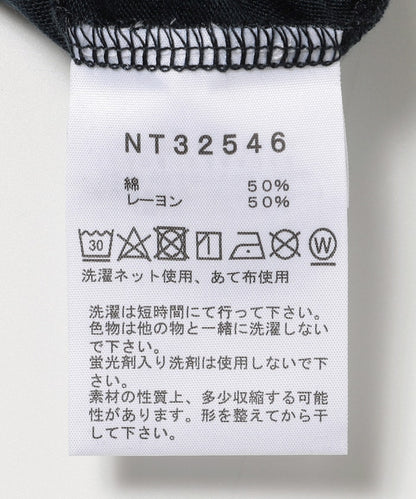 NT32546
綿 50%
レーヨン 50%
30 W
洗濯ネット使用、あて布使用
洗濯は短時間にて行って下さい。
色物は他の物と一緒に洗濯しない
で下さい。
蛍光剤入り洗剤は使用しないで下
さい。
素材の性質上、多少収縮する可能
性があります。形を整えてから干
して下さい。